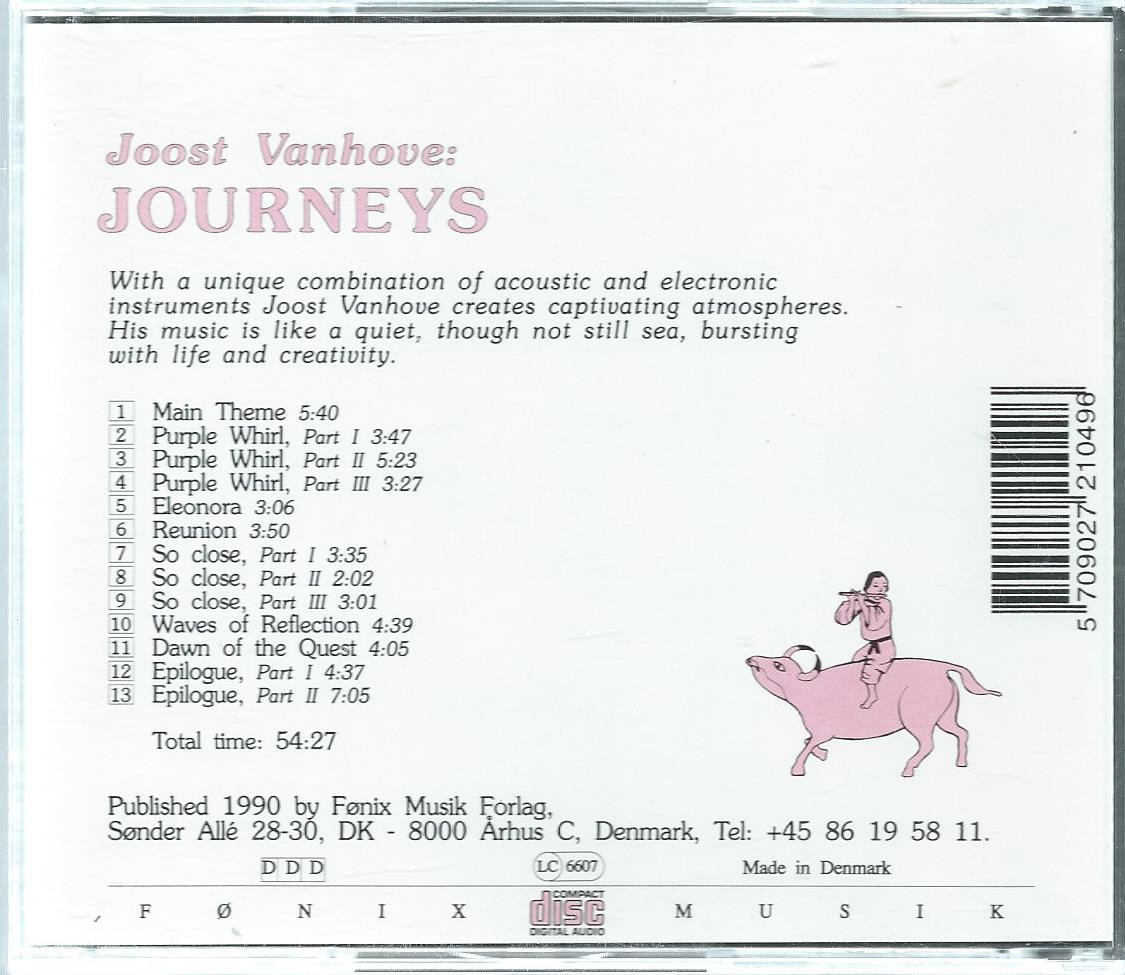 Joost Vanhove:
JOURNEYS
With a unique combination of acoustic and electronic
instruments Joost Vanhove creates captivating atmospheres.
His music is like a quiet, though not still sea, bursting
with life and creativity.
1 Main Theme 5:40
2 Purple Whirl, Part I 3:47
3 Purple Whirl, Part II 5:23
4 Purple Whirl, Part III 3:27
5 Eleonora 3:06
6 Reunion 3:50
7 So close, Part I 3:35
8 So close, Part II 2:02
9 So close, Part III 3:01
10 Waves of Reflection 4:39
11 Dawn of the Quest 4:05
12 Epilogue, Part I 4:37
13 Epilogue, Part II 7:05
Total time: 54:27
5 709027 210496
Published 1990 by Fønix Musik Forlag,
Sønder Allé 28-30, DK - 8000 Århus C, Denmark, Tel: +45 86 19 58 11.
DDD LC 6607 Made in Denmark
FØNIX COMPACT disc DIGITAL AUDIO MUSIK